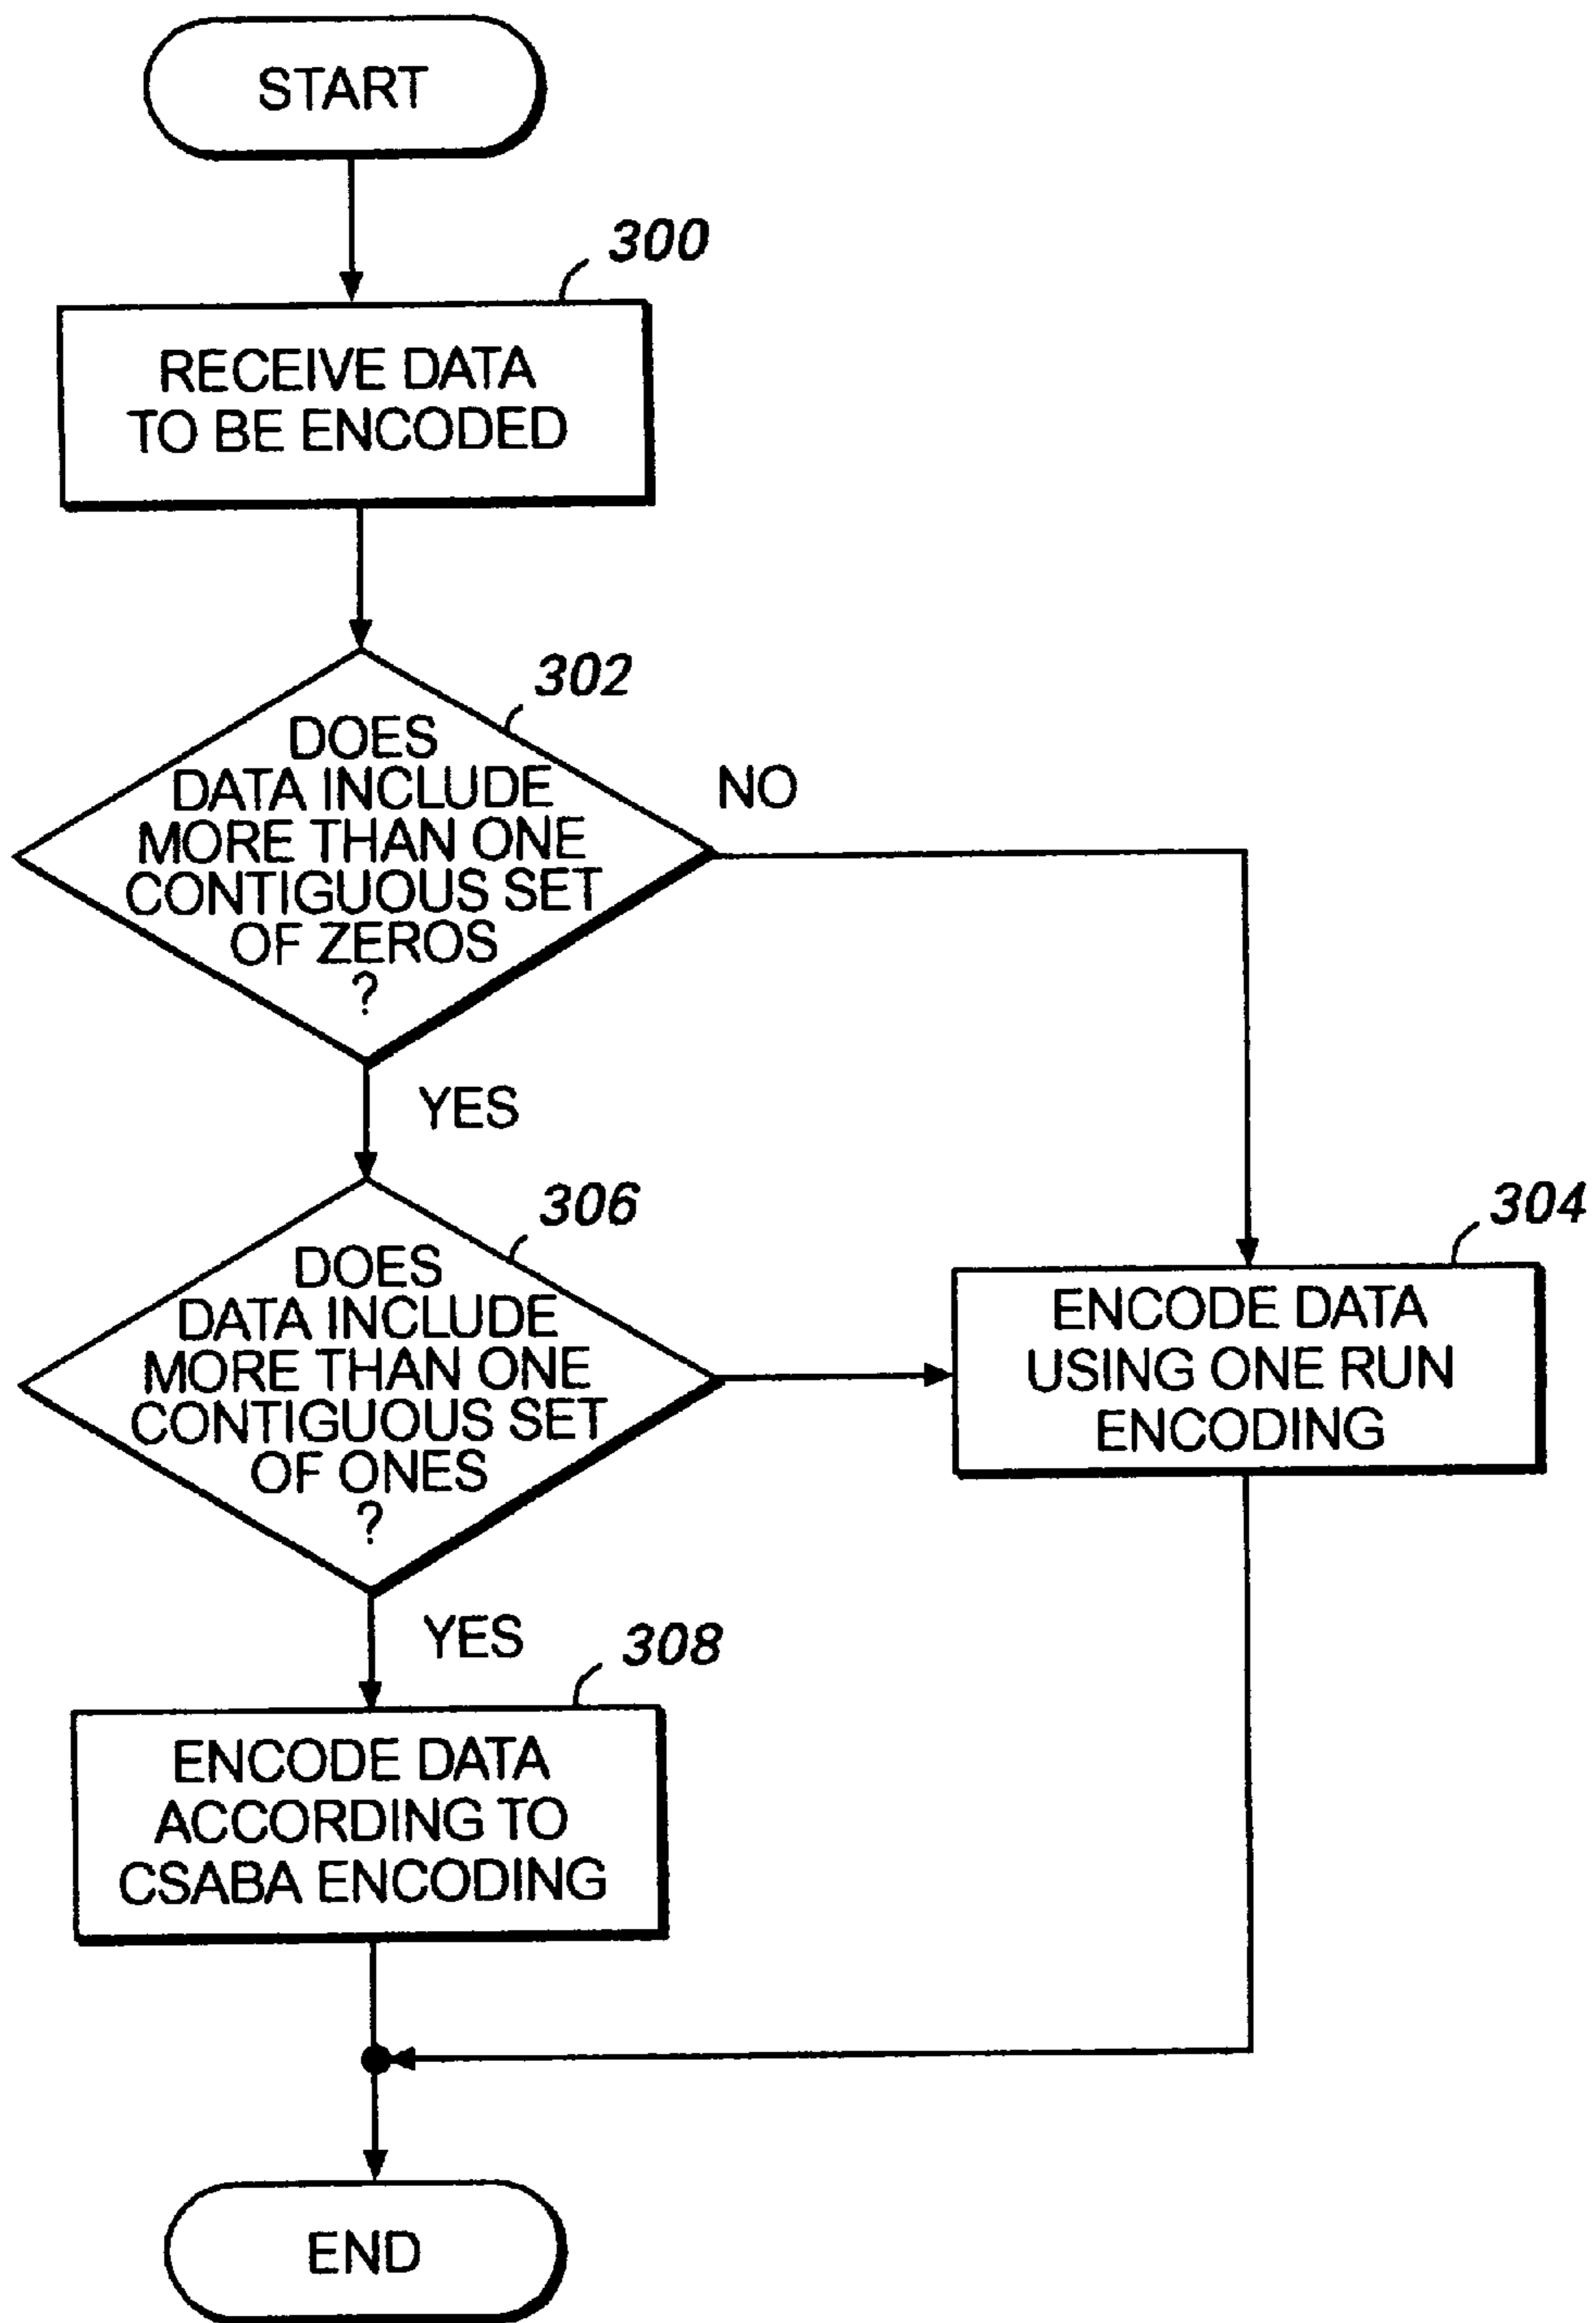 START
300
RECEIVE DATA
TO BE ENCODED
302
DOES
DATA INCLUDE
MORE THAN ONE
CONTIGUOUS SET
OF ZEROS
?
NO
YES
306
DOES
DATA INCLUDE
MORE THAN ONE
CONTIGUOUS SET
OF ONES
?
304
ENCODE DATA
USING ONE RUN
ENCODING
YES
308
ENCODE DATA
ACCORDING TO
CSABA ENCODING
END